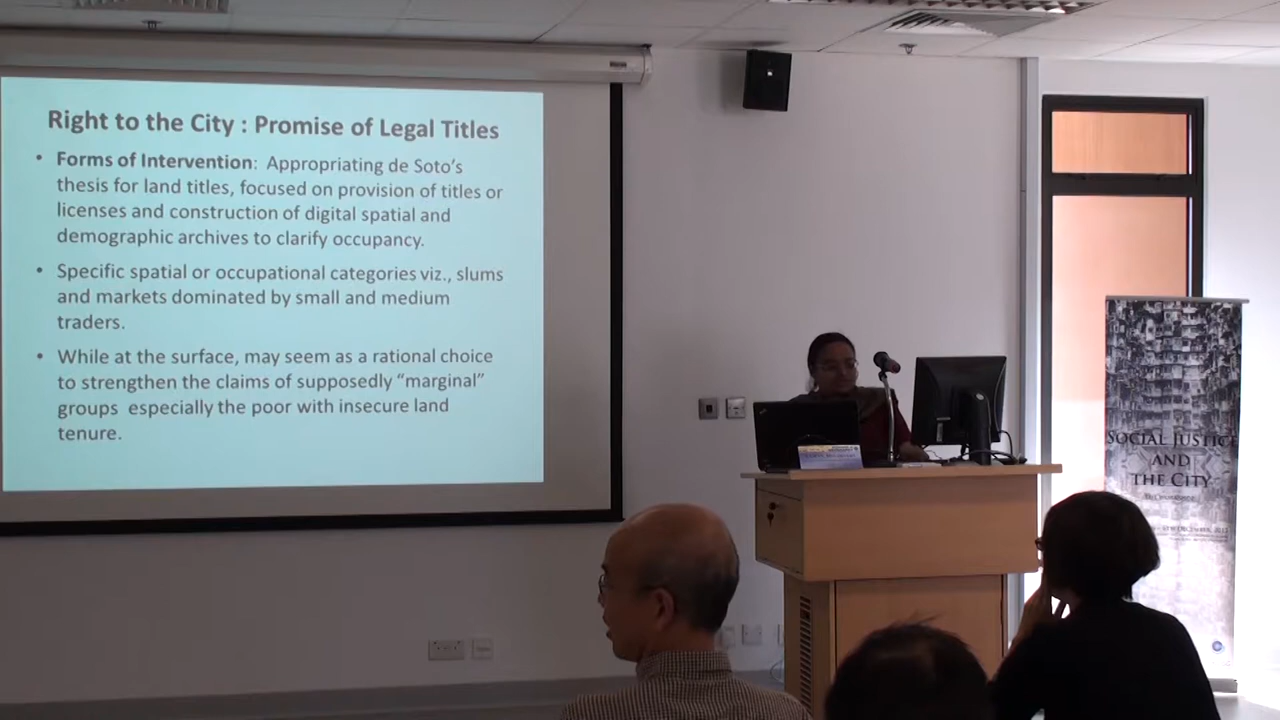 Right to the City : Promise of Legal Titles
• Forms of Intervention: Appropriating de Soto's
thesis for land titles, focused on provision of titles or
licenses and construction of digital spatial and
demographic archives to clarify occupancy.
• Specific spatial or occupational categories viz., slums
and markets dominated by small and medium
traders.
• While at the surface, may seem as a rational choice
to strengthen the claims of supposedly “marginal”
groups especially the poor with insecure land
tenure.
SOCIAL JUSTICE
AND
THE CITY
DECEMBER, 2012